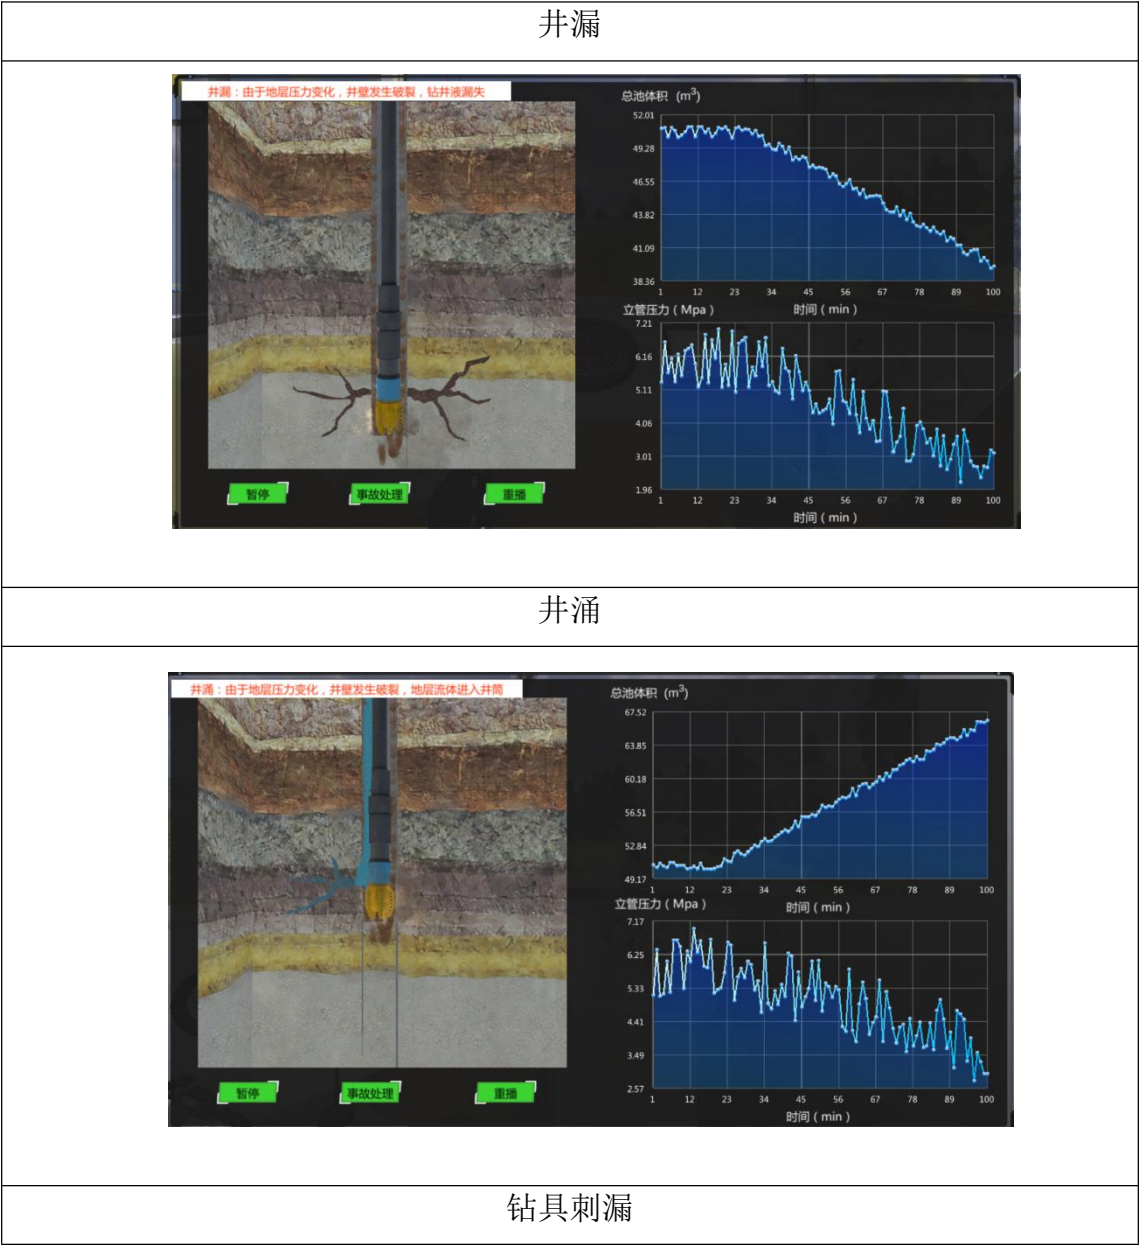 井漏
井漏：由于地层压力变化，井壁发生破裂，钻井液漏失
总池体积 (m³)
52.01
49.28
46.55
43.82
41.09
38.36
1 12 23 34 45 56 67 78 89 100
立管压力（Mpa） 时间（min）
7.21
6.16
5.11
4.06
3.01
1.96
1 12 23 34 45 56 67 78 89 100
时间（min）
暂停 事故处理 重播
井涌
井涌：由于地层压力变化，井壁发生破裂，地层流体进入井筒
总池体积 (m³)
67.52
63.85
60.18
56.51
52.84
49.17
1 12 23 34 45 56 67 78 89 100
立管压力（Mpa） 时间（min）
7.17
6.25
5.33
4.41
3.49
2.57
1 12 23 34 45 56 67 78 89 100
时间（min）
暂停 事故处理 重播
钻具刺漏